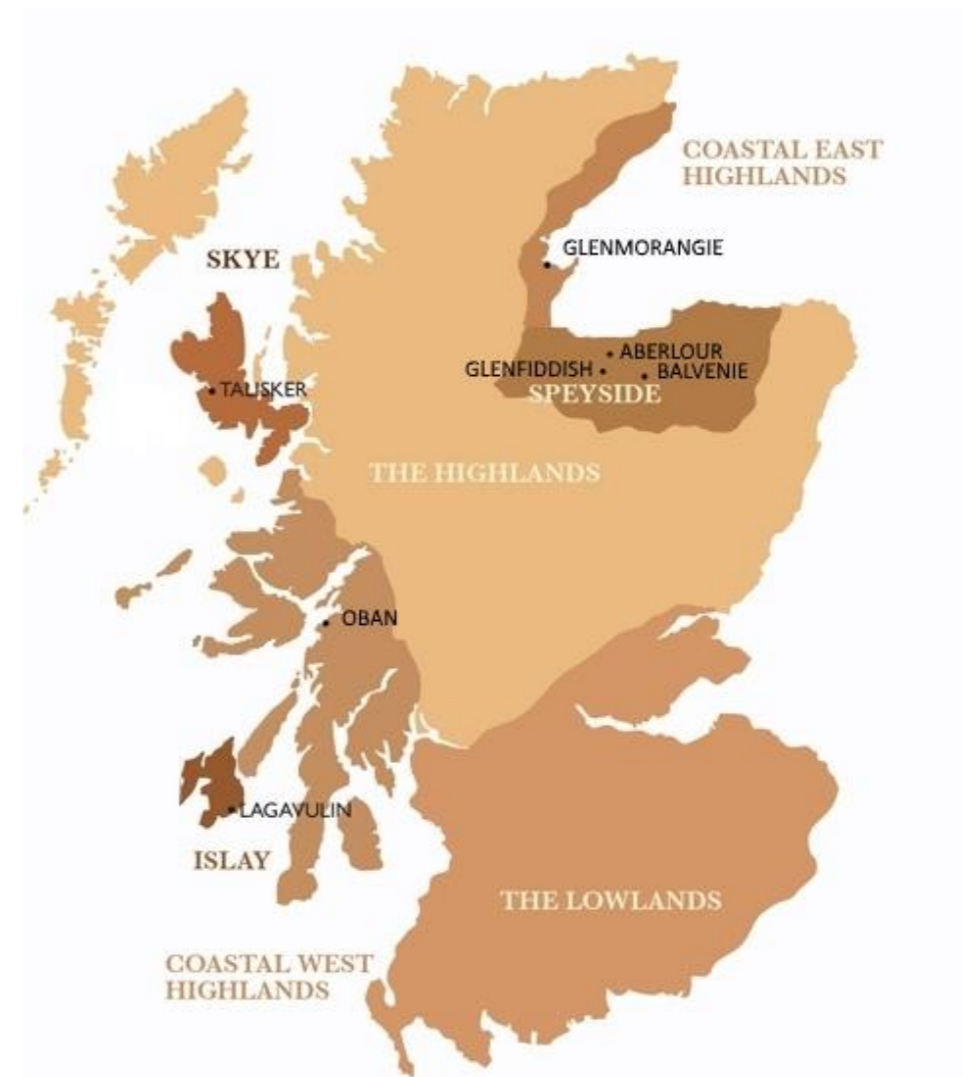 COASTAL EAST
HIGHLANDS
GLENMORANGIE
SKYE
ABERLOUR
GLENFIDDISH
BALVENIE
TALISKER
SPEYSIDE
THE HIGHLANDS
OBAN
LAGAVULIN
ISLAY
THE LOWLANDS
COASTAL WEST
HIGHLANDS